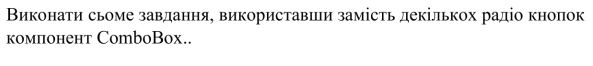 Виконати сьоме завдання, використавши замість декількох радіо кнопок
компонент ComboBox..